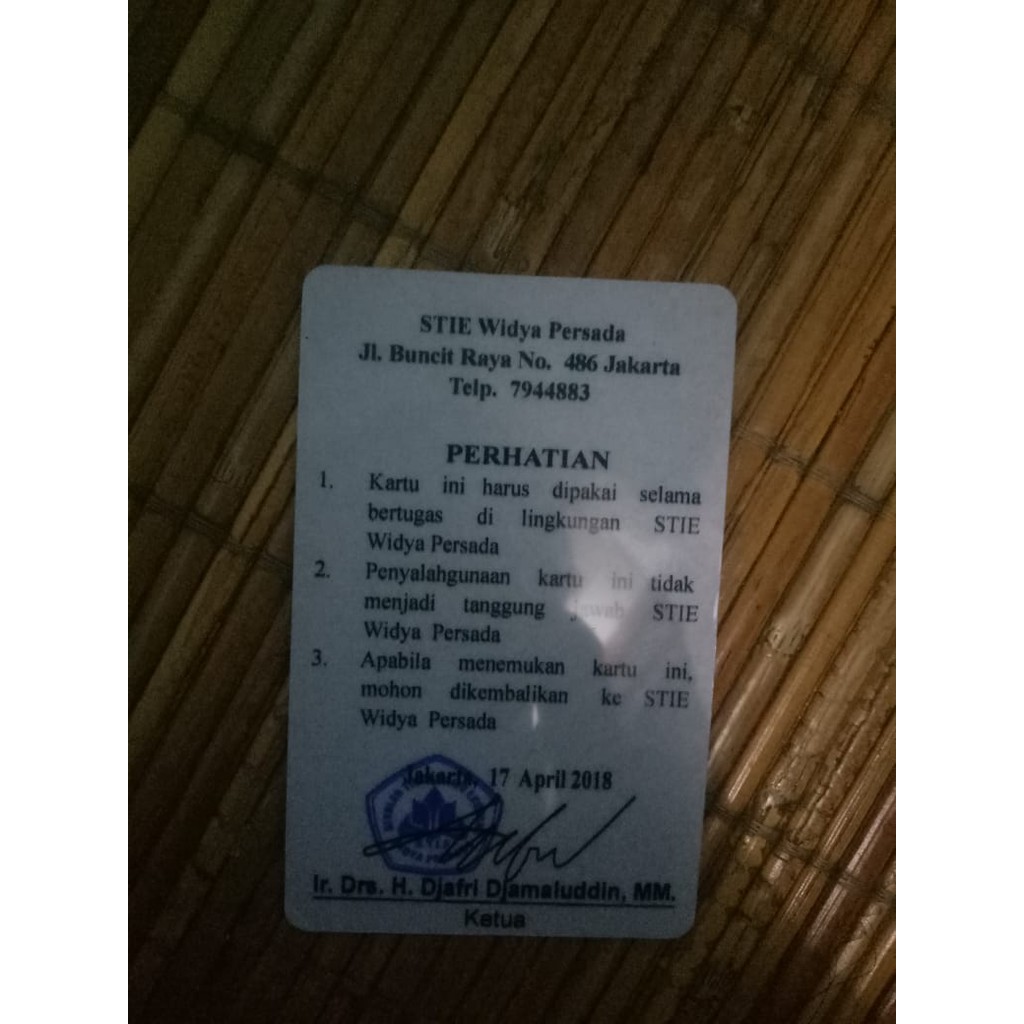 STIE Widya Persada
Jl. Buncit Raya No. 486 Jakarta
Telp. 7944883
PERHATIAN
1. Kartu ini harus dipakai selama
bertugas di lingkungan STIE
Widya Persada
2. Penyalahgunaan kartu ini tidak
menjadi tanggung jawab STIE
Widya Persada
3. Apabila menemukan kartu ini,
mohon dikembalikan ke STIE
Widya Persada
Jakarta, 17 April 2018
Ir. Drs. H. Djafri Djamaluddin, MM.
Ketua